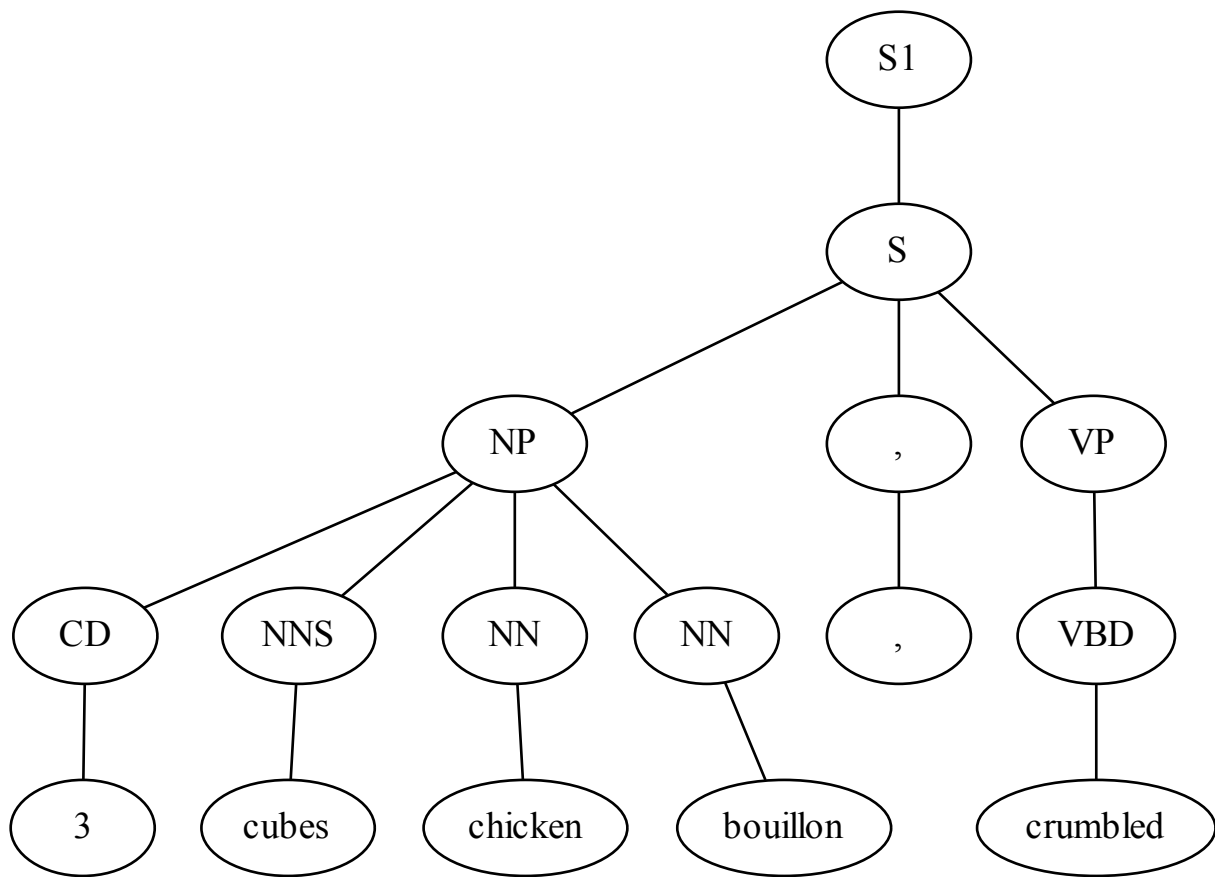 S1
S
NP , VP
CD NNS NN NN , VBD
3 cubes chicken bouillon crumbled